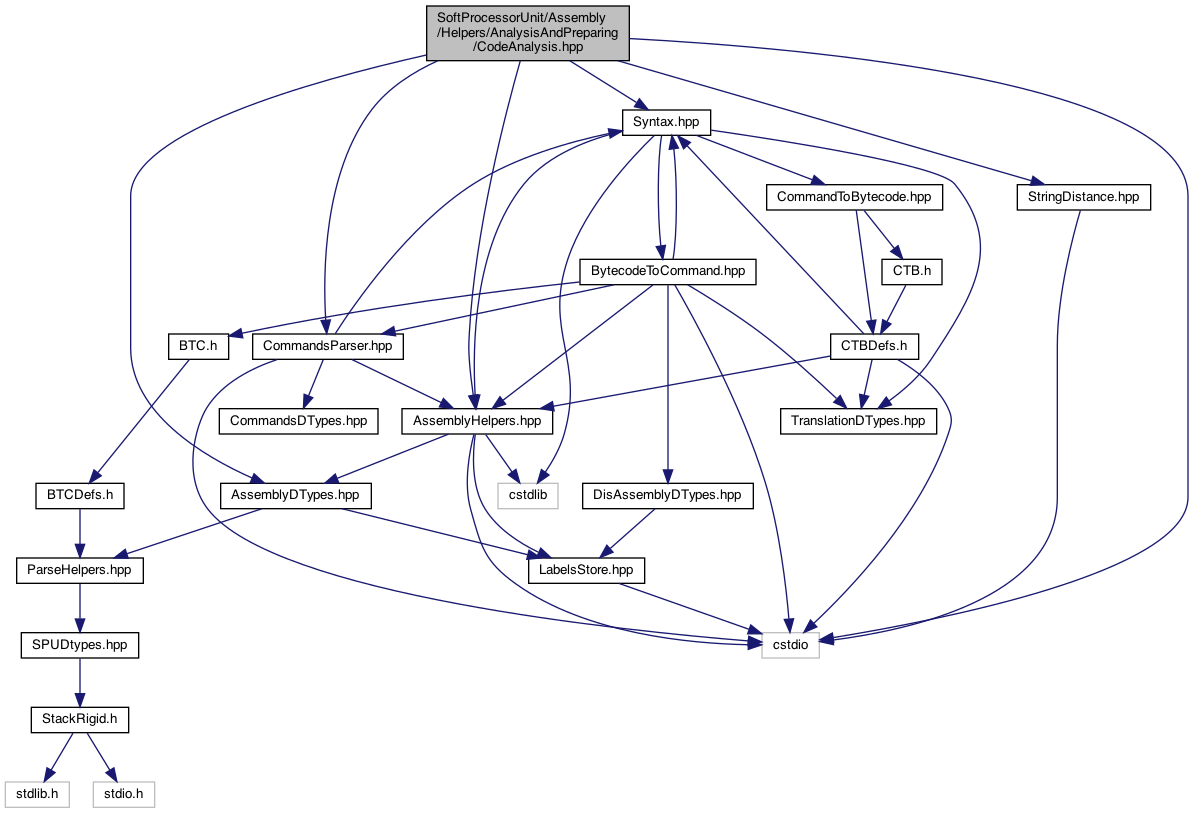 SoftProcessorUnit/Assembly
/Helpers/AnalysisAndPreparing
/CodeAnalysis.hpp
Syntax.hpp
CommandToBytecode.hpp
StringDistance.hpp
BytecodeToCommand.hpp
CTB.h
BTC.h
CommandsParser.hpp
CTBDefs.h
CommandsDTypes.hpp
AssemblyHelpers.hpp
TranslationDTypes.hpp
BTCDefs.h
AssemblyDTypes.hpp
cstdlib
DisAssemblyDTypes.hpp
ParseHelpers.hpp
LabelsStore.hpp
SPUDtypes.hpp
cstdio
StackRigid.h
stdlib.h
stdio.h